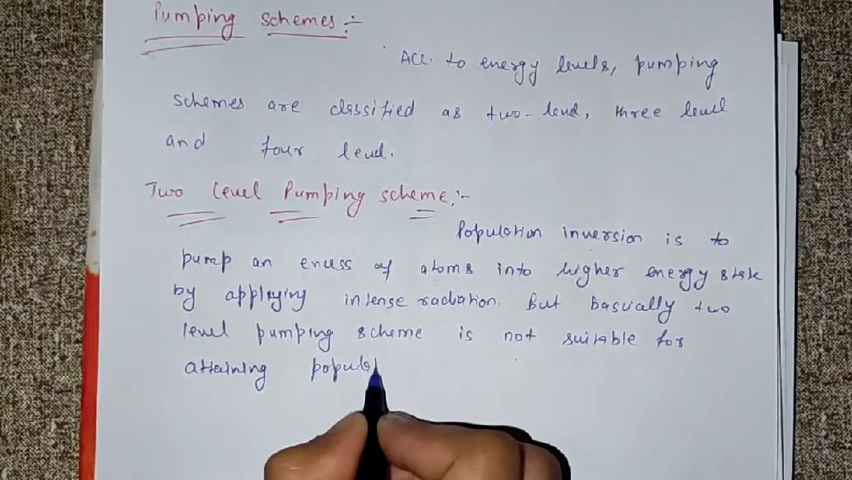 Pumping schemes:-
Acc. to energy levels, pumping
schemes are classified as two-level, three level
and four level.
Two level Pumping scheme:-
Population inversion is to
pump an excess of atoms into higher energy state
by applying intense radiation. But basically two
level pumping scheme is not suitable for
attaining popula